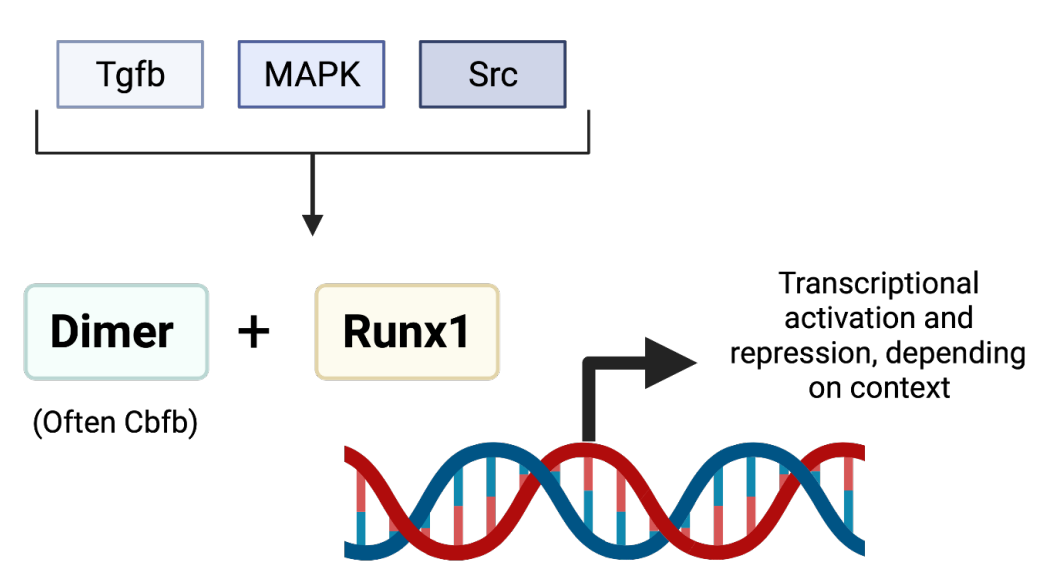 Tgfb
MAPK
Src
Dimer
+
Runx1
(Often Cbfb)
Transcriptional
activation and
repression, depending
on context